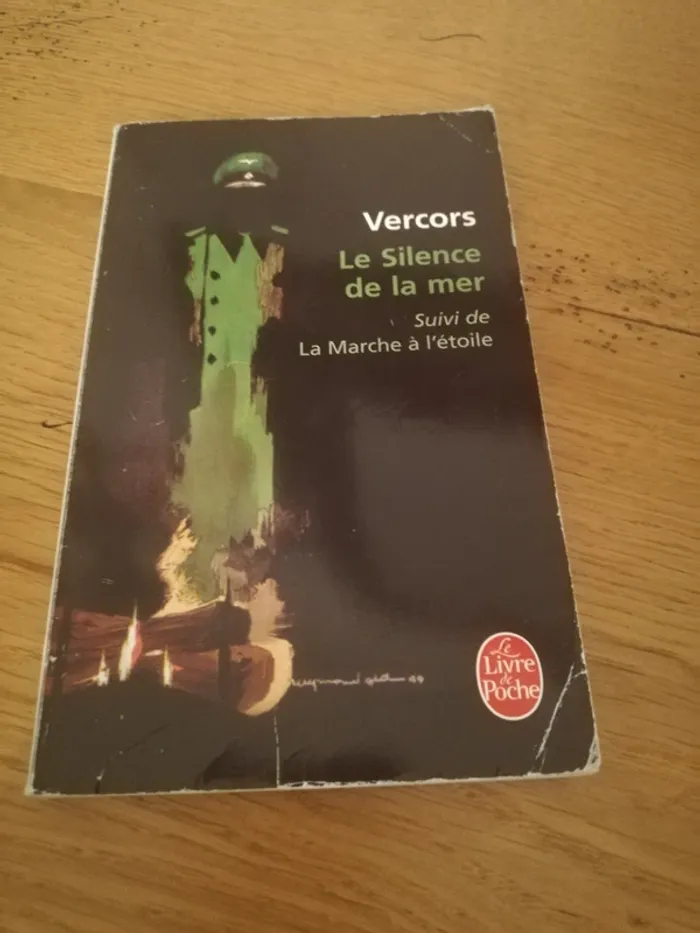 Vercors
Le Silence
de la mer
Suivi de
La Marche à l'étoile
Le
Livre
de
Poche